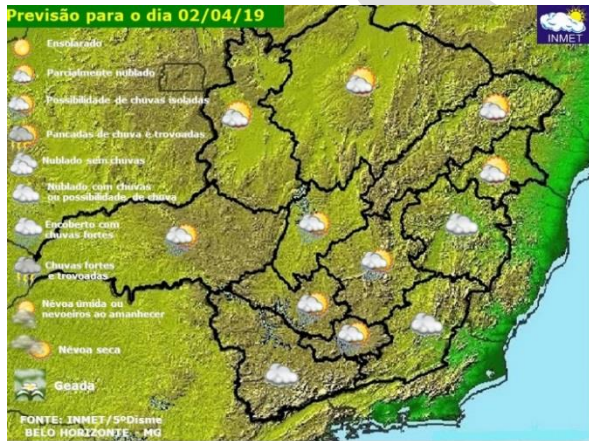 Previsão para o dia 02/04/19
INMET
Ensolarado
Parcialmente nublado
Possibilidade de chuvas isoladas
Pancadas de chuva e trovoadas
Nublado sem chuvas
Nublado com chuvas
ou possibilidade de chuva
Encoberto com
chuvas fortes
Chuvas fortes
e trovoadas
Névoa úmida ou
nevoeiros ao amanhecer
Névoa seca
Geada
FONTE: INMET/5ºDisme
BELO HORIZONTE - MG